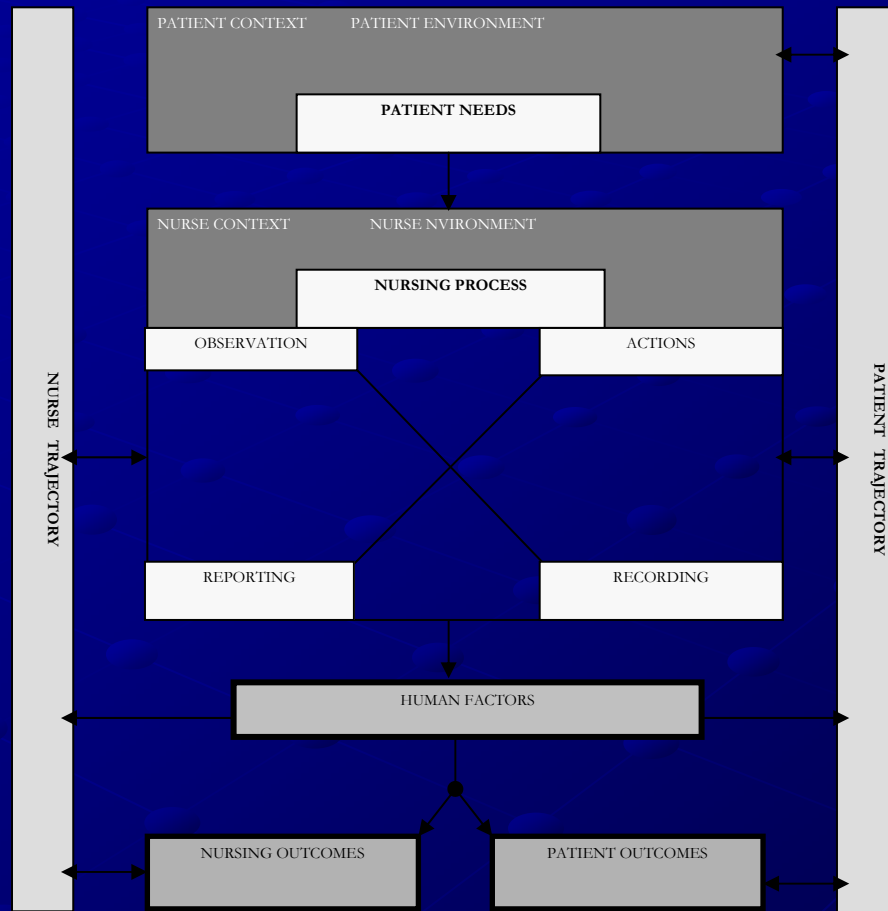 PATIENT CONTEXT PATIENT ENVIRONMENT
PATIENT NEEDS
NURSE CONTEXT NURSE NVIRONMENT
NURSING PROCESS
OBSERVATION ACTIONS
NURSE TRAJECTORY
PATIENT TRAJECTORY
REPORTING RECORDING
HUMAN FACTORS
NURSING OUTCOMES PATIENT OUTCOMES